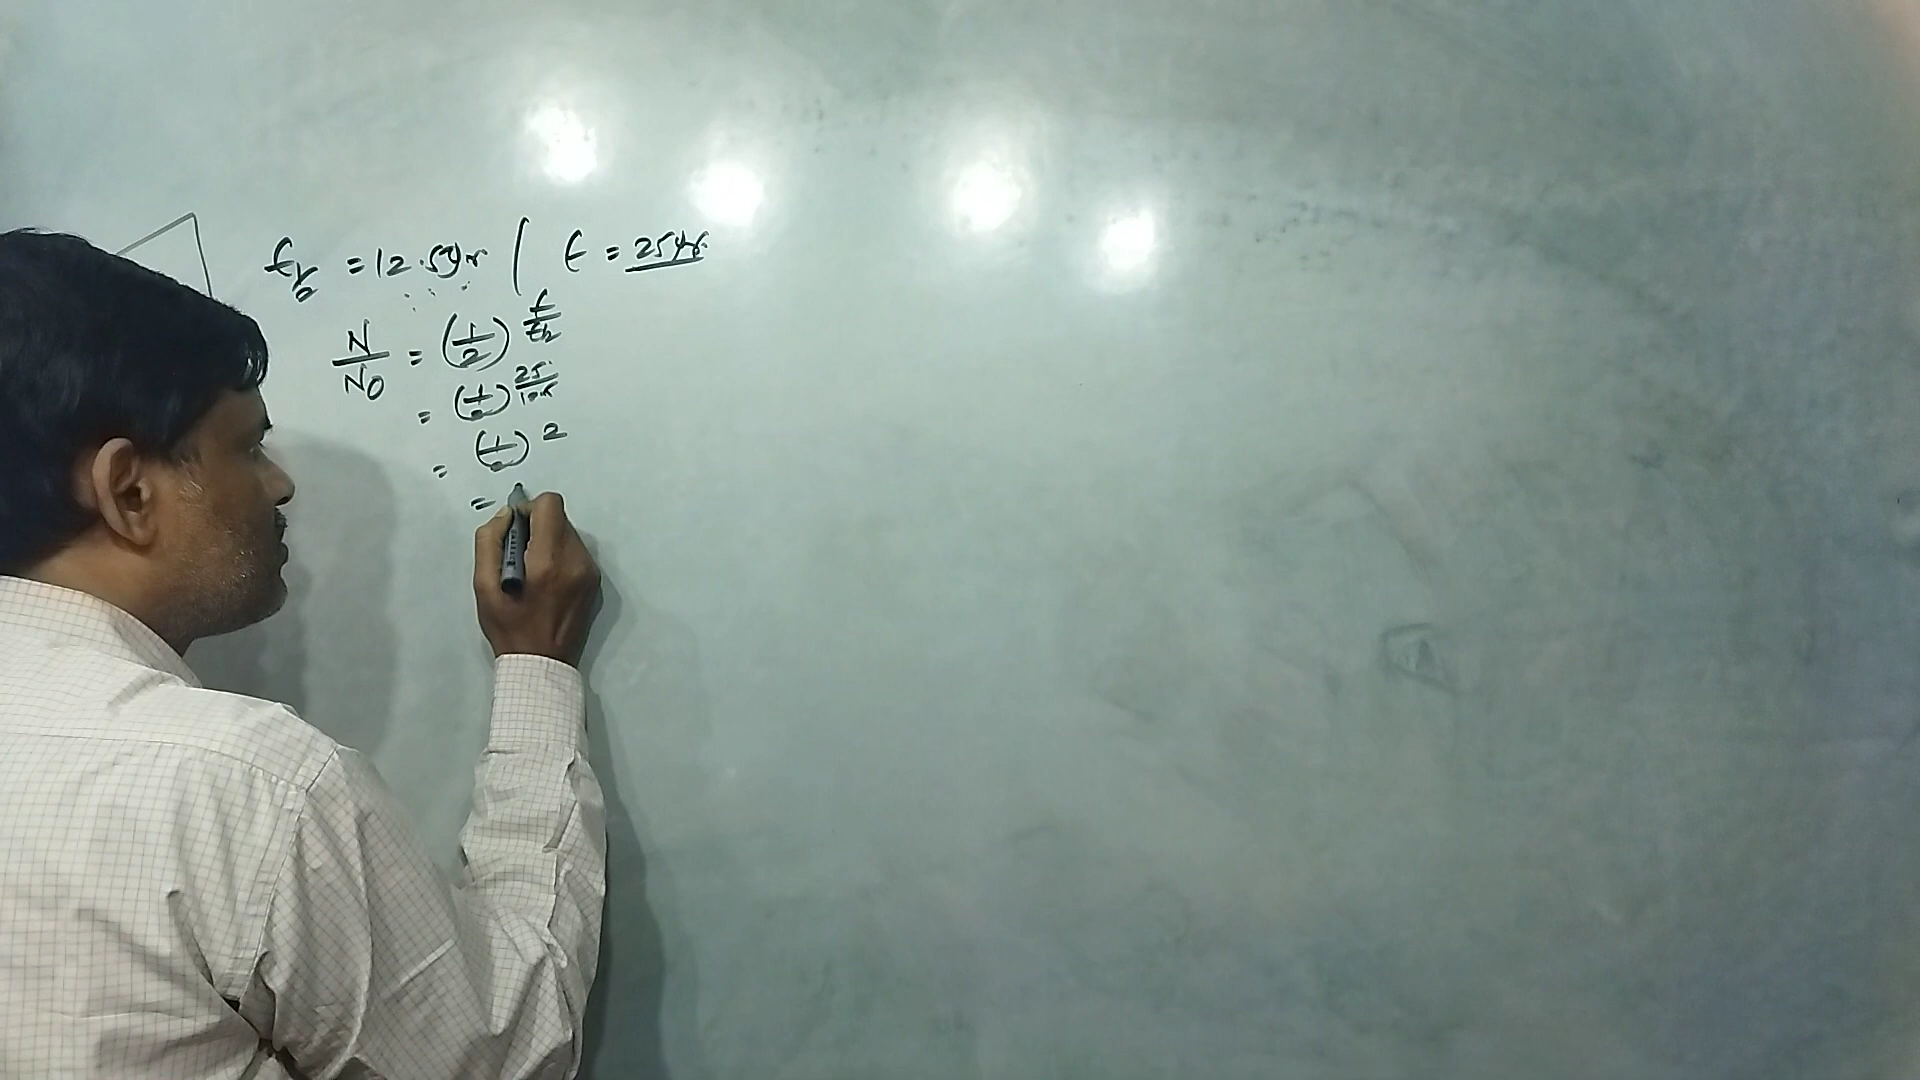 t½ = 12.5yr | t = 25yr.
N/N0 = (1/2)^t/t½
= (1/2)^25/12.5
= (1/2)^2
=